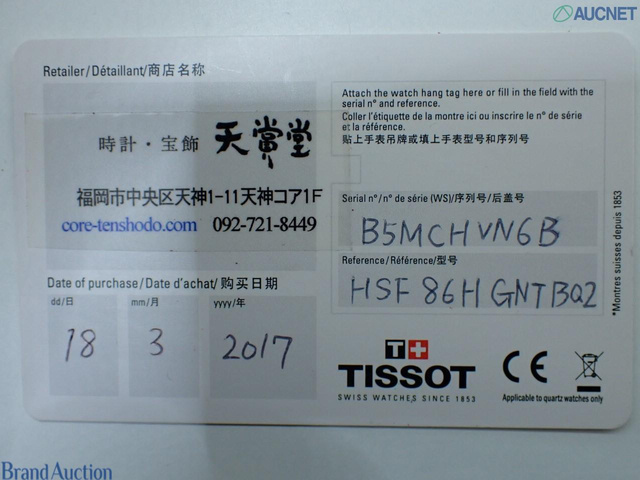 AUCNET
Retailer/Détaillant/商店名称
時計・宝飾 天賞堂
福岡市中央区天神1-11天神コア1F
core-tenshodo.com 092-721-8449
Date of purchase/Date d'achat/购买日期
dd/日 mm/月 yyyy/年
18 3 2017
Attach the watch hang tag here or fill in the field with the
serial n° and reference.
Coller l'étiquette de la montre ici ou inscrire le n° de série
et la référence.
贴上手表吊牌或填上手表型号和序列号
Serial n°/n° de série (WS)/序列号/后盖号
B5MCHVN6B
Reference/Référence/型号
HSF86HGNTBQ2
*Montres suisses depuis 1853
T+
TISSOT
SWISS WATCHES SINCE 1853
CE
Applicable to quartz watches only
Brand Auction